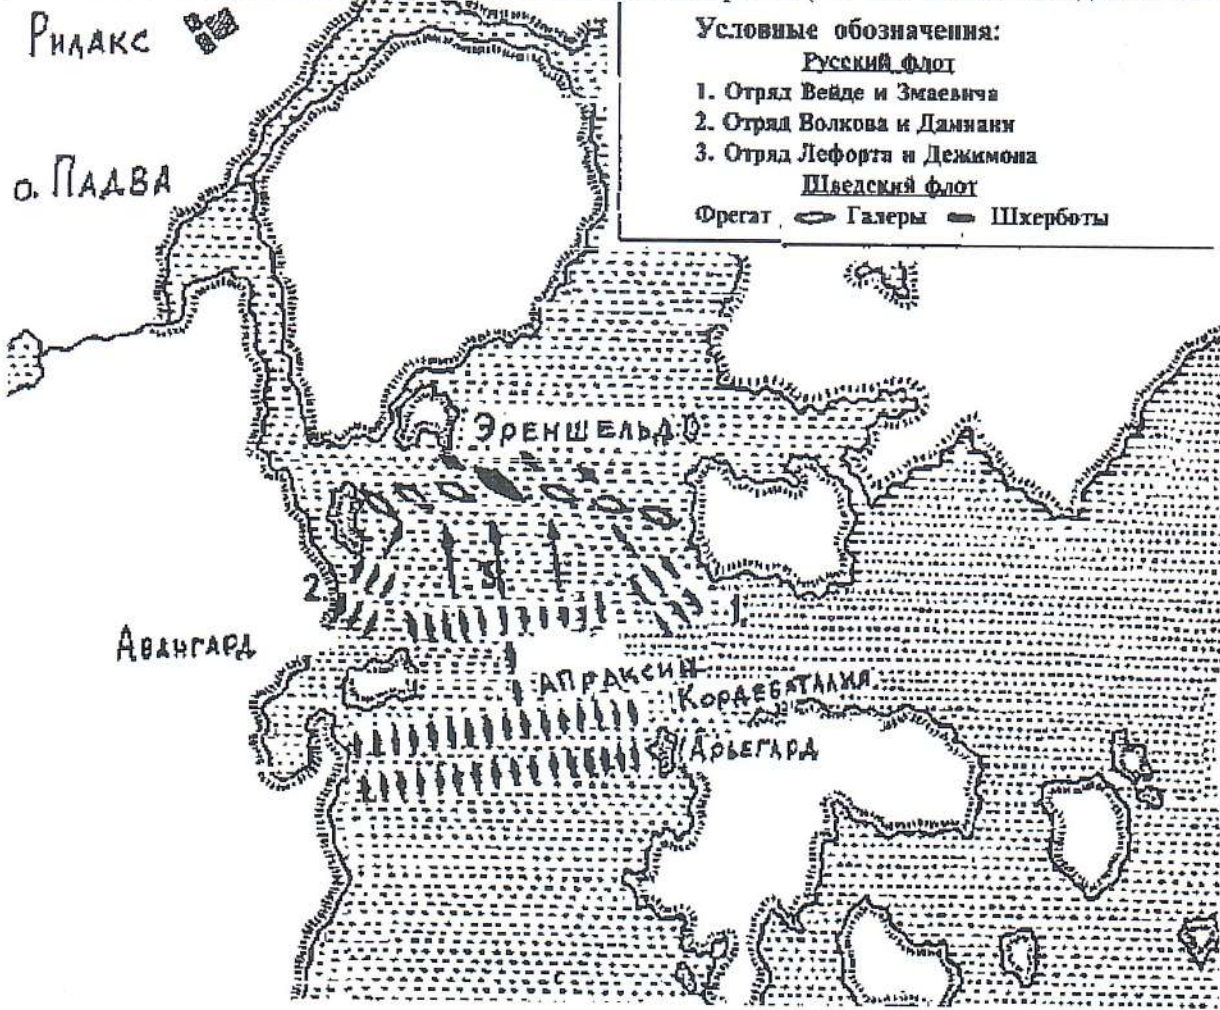 Рилакс
о. ПАДВА
Условные обозначения:
Русский флот
1. Отряд Вейде и Змаевича
2. Отряд Волкова и Дамиани
3. Отряд Лефорта и Дежимона
Шведский флот
Фрегат Галеры Шхерботы
ЭРЕНШЕЛЬД
2.
3
1.
АВАНГАРД
АПРАКСИН
КОРДЕБАТАЛИЯ
АРЬЕГАРД